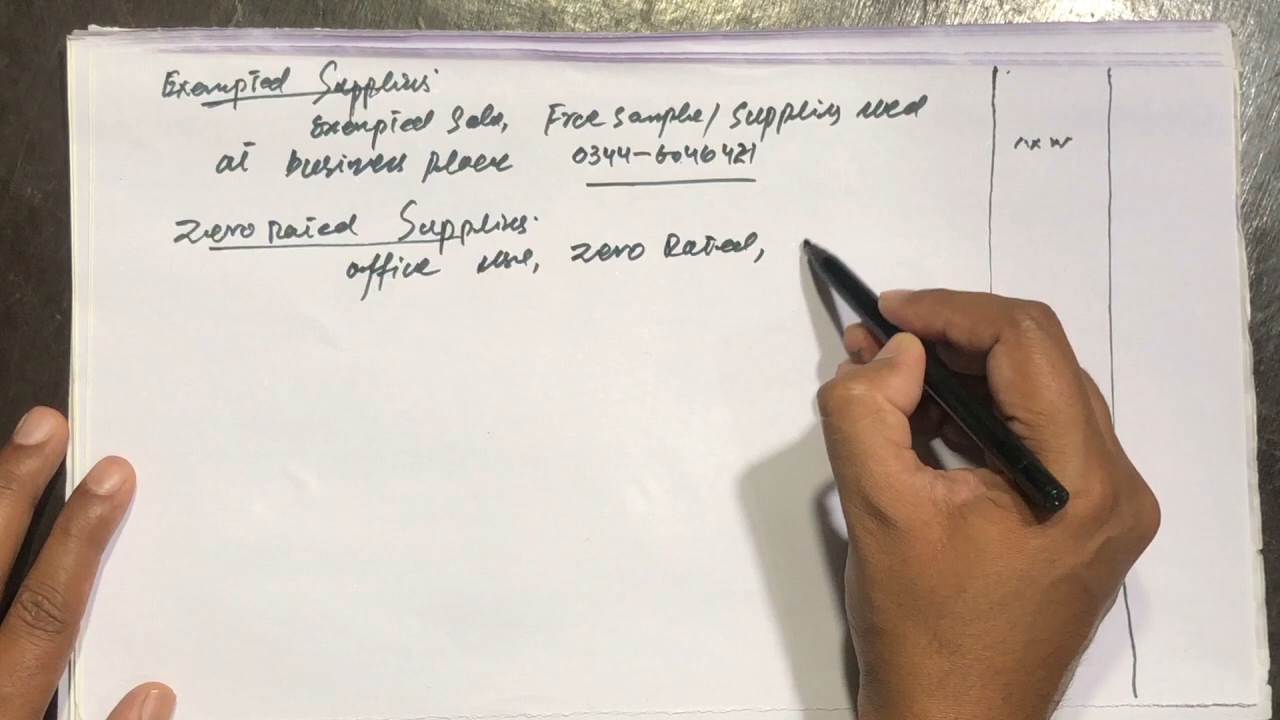 Exempted Supplies:
Exempted Sale, Free sample/ Supplies used
at business place 0344-6046421
Zero Rated Supplies:
office use, Zero Rated,